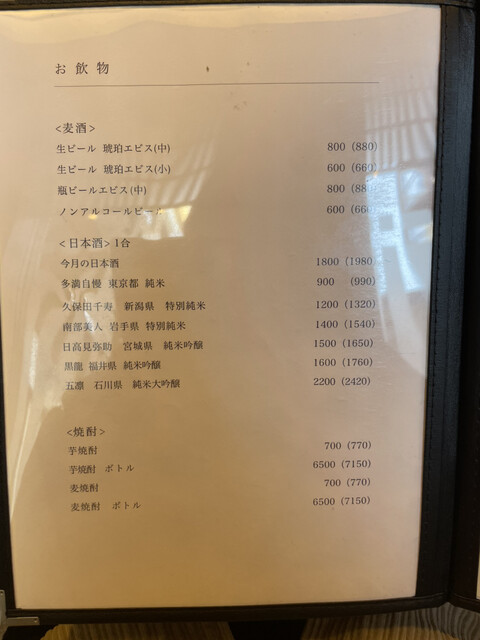 お飲物
<麦酒>
生ビール 琥珀エビス(中) 800 (880)
生ビール 琥珀エビス(小) 600 (660)
瓶ビールエビス(中) 800 (880)
ノンアルコールビール 600 (660)
<日本酒> 1合
今月の日本酒 1800 (1980)
多満自慢 東京都 純米 900 (990)
久保田千寿 新潟県 特別純米 1200 (1320)
南部美人 岩手県 特別純米 1400 (1540)
日高見弥助 宮城県 純米吟醸 1500 (1650)
黒龍 福井県 純米吟醸 1600 (1760)
五凛 石川県 純米大吟醸 2200 (2420)
<焼酎>
芋焼酎 700 (770)
芋焼酎 ボトル 6500 (7150)
麦焼酎 700 (770)
麦焼酎 ボトル 6500 (7150)